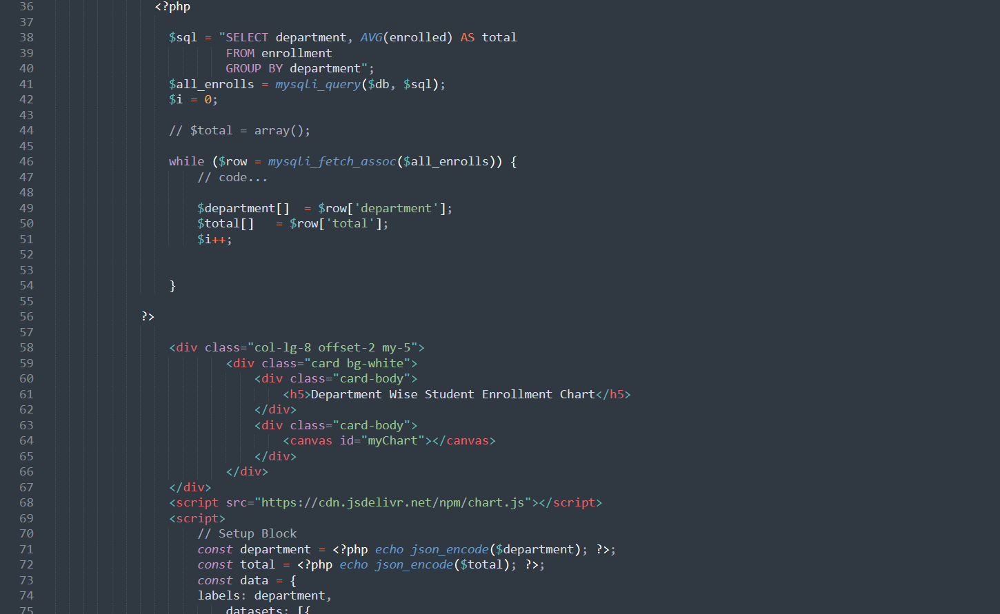 36 <?php
37
38 $sql = "SELECT department, AVG(enrolled) AS total
39 FROM enrollment
40 GROUP BY department";
41 $all_enrolls = mysqli_query($db, $sql);
42 $i = 0;
43
44 // $total = array();
45
46 while ($row = mysqli_fetch_assoc($all_enrolls)) {
47 // code...
48
49 $department[]  = $row['department'];
50 $total[]   = $row['total'];
51 $i++;
52
53
54 }
55
56 ?>
57
58 <div class="col-lg-8 offset-2 my-5">
59 <div class="card bg-white">
60 <div class="card-body">
61 <h5>Department Wise Student Enrollment Chart</h5>
62 </div>
63 <div class="card-body">
64 <canvas id="myChart"></canvas>
65 </div>
66 </div>
67 </div>
68 <script src="https://cdn.jsdelivr.net/npm/chart.js"></script>
69 <script>
70 // Setup Block
71 const department = <?php echo json_encode($department); ?>;
72 const total = <?php echo json_encode($total); ?>;
73 const data = {
74 labels: department,
75 datasets: [{